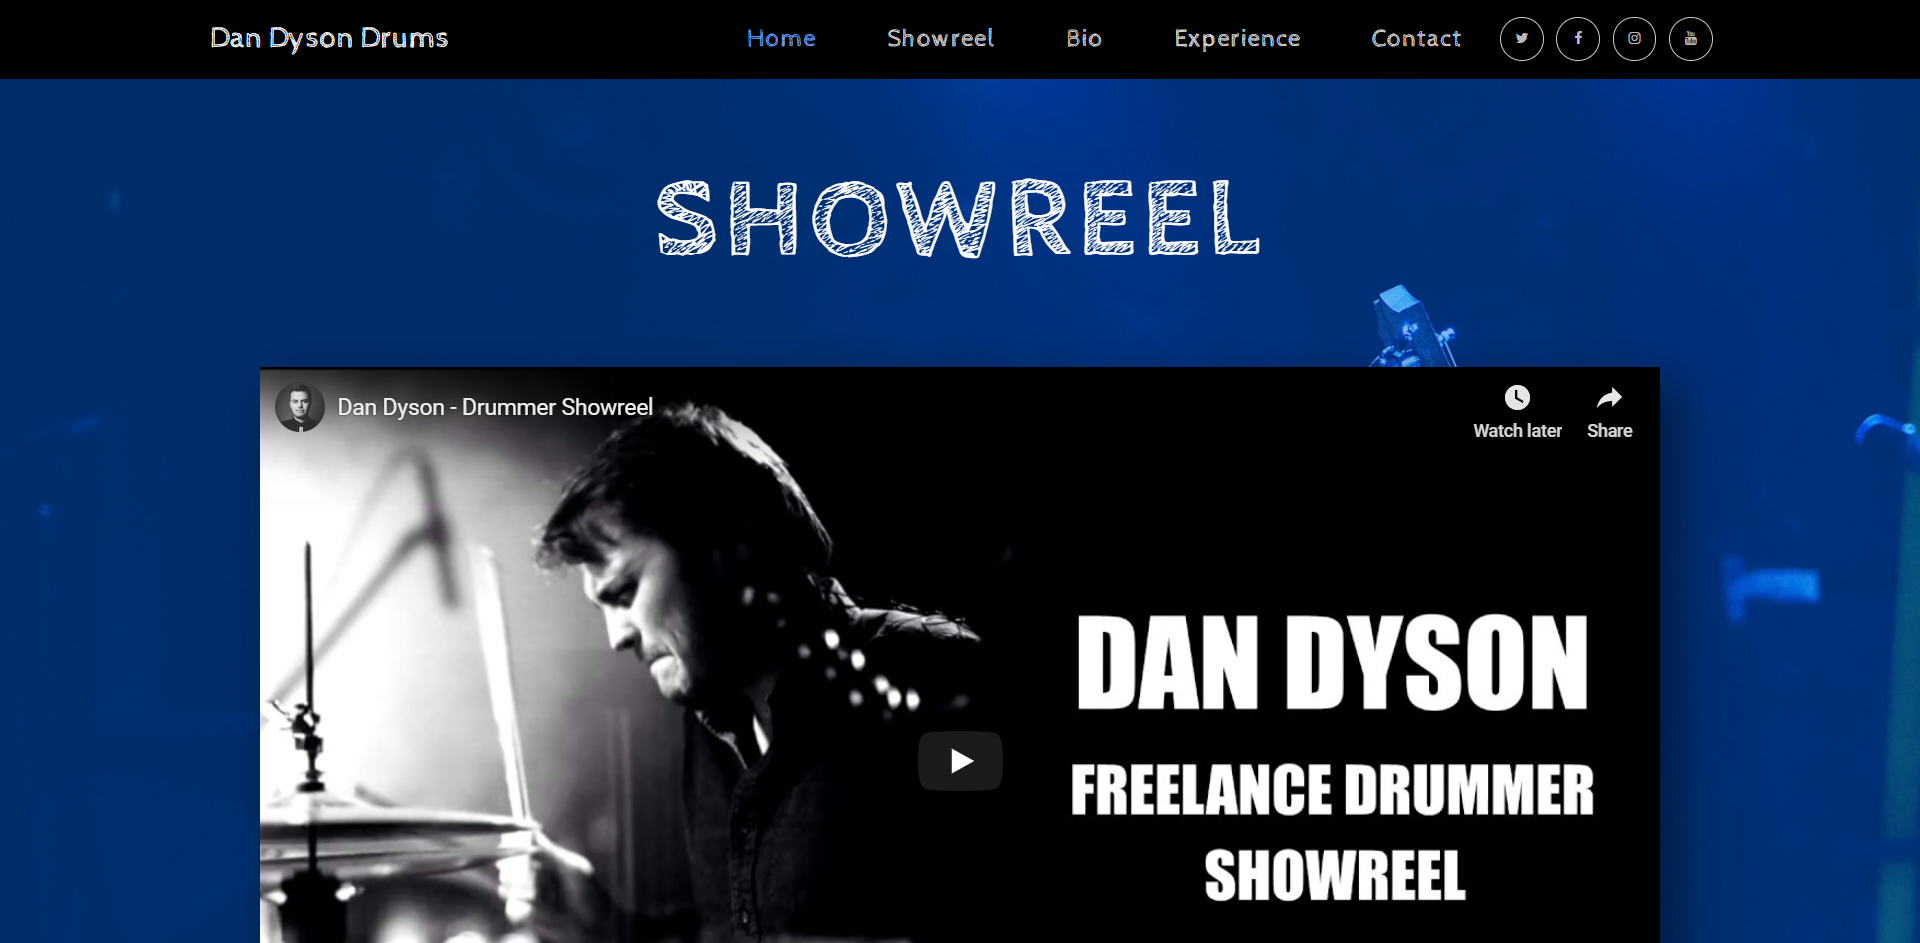 Dan Dyson Drums
Home Showreel Bio Experience Contact
SHOWREEL
Dan Dyson - Drummer Showreel
Watch later Share
DAN DYSON
FREELANCE DRUMMER
SHOWREEL